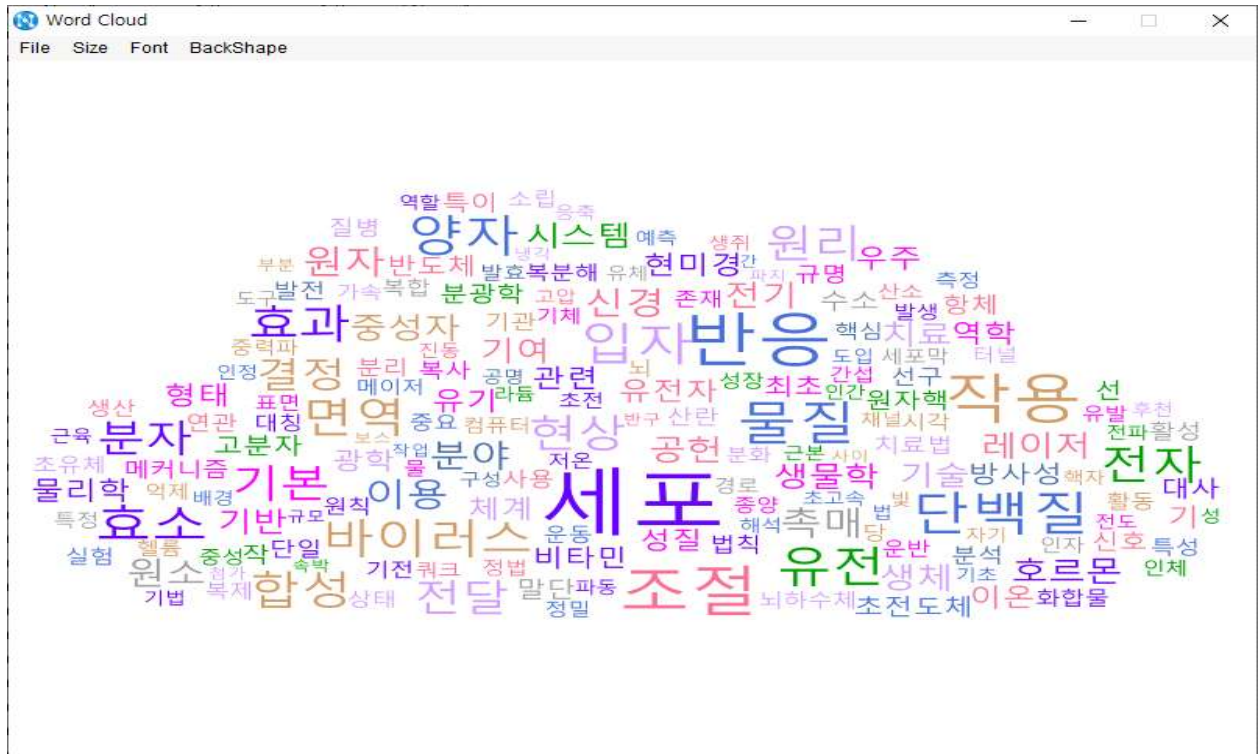 Word Cloud
File Size Font BackShape
역할 특이 소립 응축
질병 양자 시스템 예측 생쥐 원리 우주
부분 원자 반도체 냉각 발효 복분해 유체 현미경 간 파지 규명 측정
도구 발전 가속 복합 분광학 고압 기체 신경 존재 전기 수소 산소 발생 항체
효과 중성자 기관 입자 반응 핵심 치료 역학
중력파 진동 기여 도입 세포막 터널
인정 결정 분리 복사 공명 관련 뇌 성장 최초 간섭 선구 작용 선
형태 메이저 유기 라듐 초전 유전자 인간 원자핵 유발 후천
생산 연관 표면 대칭 면역 중요 컴퓨터 현상 반구 산란 물질 채널 시각 전파 활성
근육 분자 고분자 보스 작업 분야 저온 공헌 분화 근본 사이 치료법 레이저
초유체 메커니즘 기본 광학 물 구성 사용 세포 경로 생물학 기술 방사성 핵자 전자 대사
물리학 억제 배경 원칙 이용 체계 종양 초고속 빛 단백질 활동
특정 효소 기반 규모 바이러스 운동 성질 법칙 해석 촉매 법 당 자기 전도 기 성
실험 헬륨 중성 작 단일 비타민 운반 분석 인자 신호 특성
원소 첨가 속박 기전 쿼크 정법 유전 생체 기초 호르몬 인체
기법 복제 합성 상태 전달 말단 파동 정밀 조절 뇌하수체 초전도체 이온 화합물